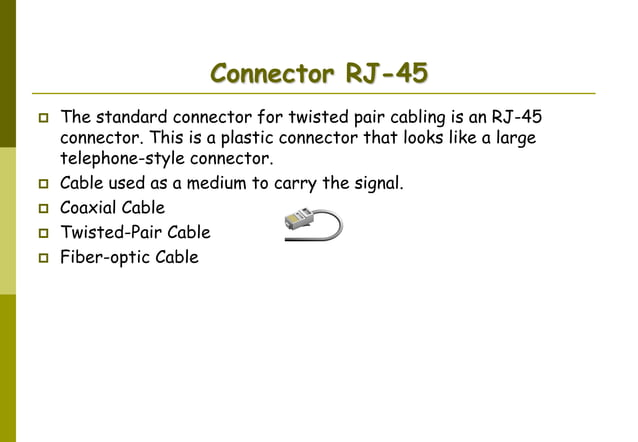 Connector RJ-45
The standard connector for twisted pair cabling is an RJ-45
connector. This is a plastic connector that looks like a large
telephone-style connector.
Cable used as a medium to carry the signal.
Coaxial Cable
Twisted-Pair Cable
Fiber-optic Cable